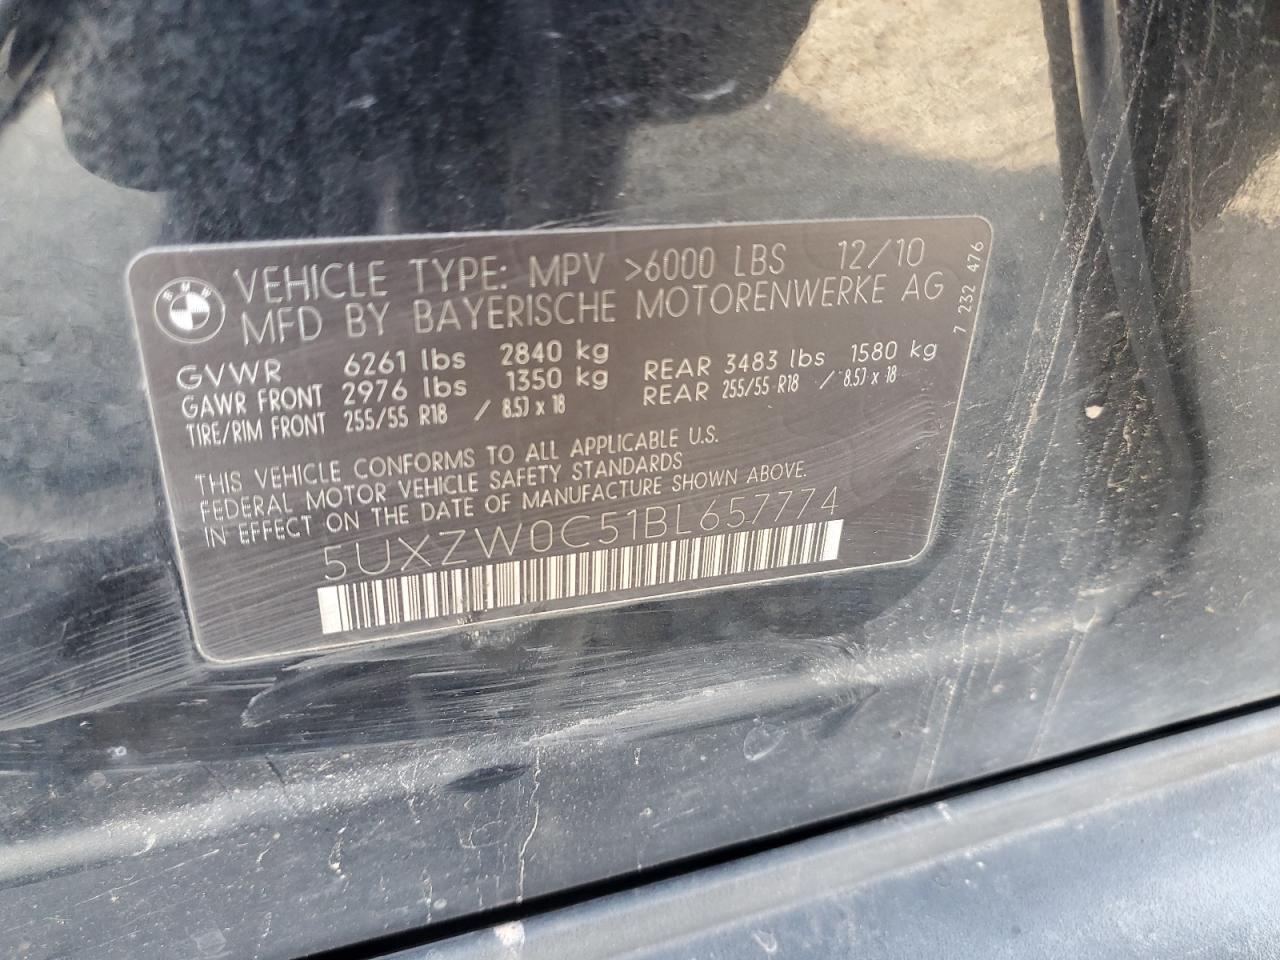 BMW
VEHICLE TYPE: MPV >6000 LBS 12/10
MFD BY BAYERISCHE MOTORENWERKE AG
GVWR 6261 lbs 2840 kg
GAWR FRONT 2976 lbs 1350 kg REAR 3483 lbs 1580 kg
TIRE/RIM FRONT 255/55 R18 / 8.5J x 18 REAR 255/55 R18 / 8.5J x 18
THIS VEHICLE CONFORMS TO ALL APPLICABLE U.S.
FEDERAL MOTOR VEHICLE SAFETY STANDARDS
IN EFFECT ON THE DATE OF MANUFACTURE SHOWN ABOVE.
5UXZW0C51BL657774
7 232 476